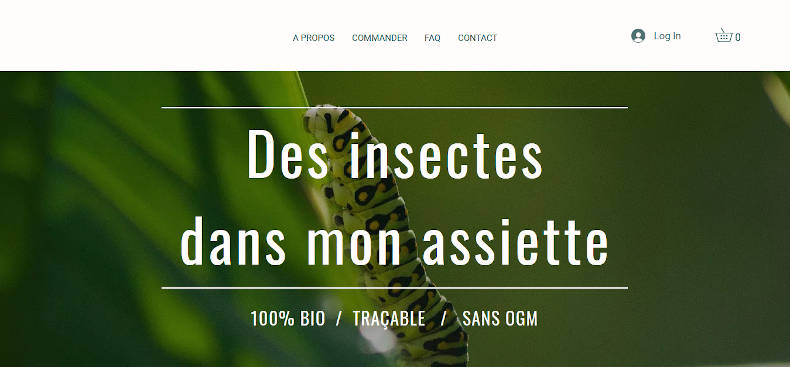 A PROPOS COMMANDER FAQ CONTACT Log In 0
Des insectes
dans mon assiette
100% BIO / TRAÇABLE / SANS OGM